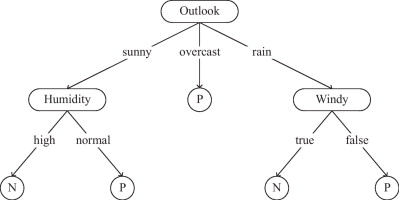 Outlook
sunny overcast rain
Humidity P Windy
high normal true false
N P N P